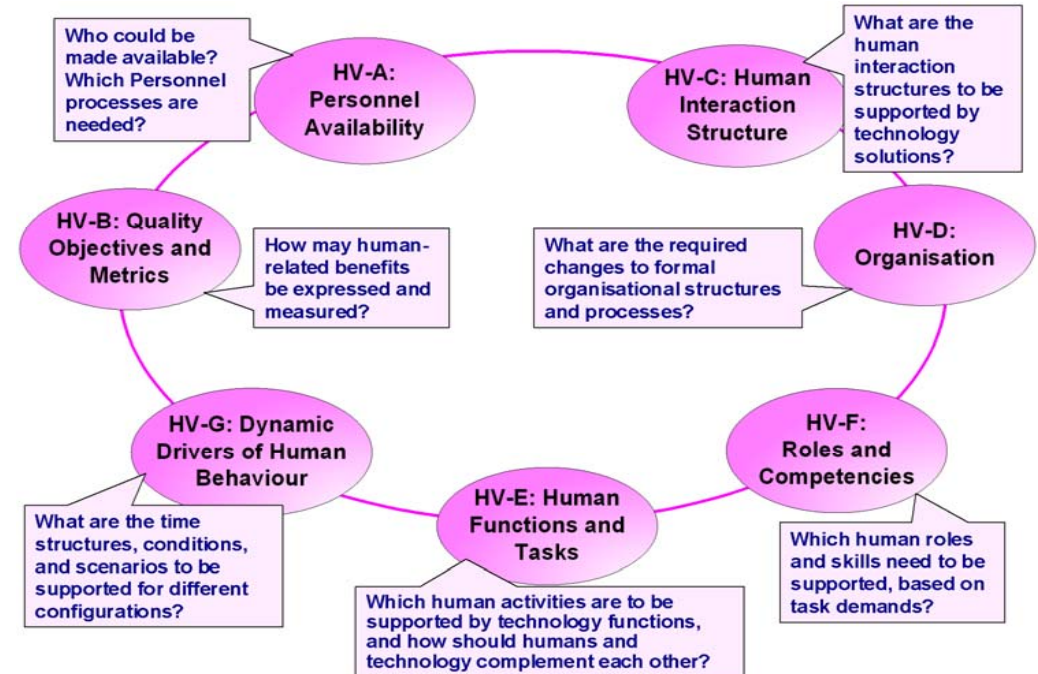 Who could be
made available?
Which Personnel
processes are
needed?
HV-A:
Personnel
Availability
HV-C: Human
Interaction
Structure
What are the
human
interaction
structures to be
supported by
technology
solutions?
HV-B: Quality
Objectives and
Metrics
How may human-
related benefits
be expressed and
measured?
What are the required
changes to formal
organisational structures
and processes?
HV-D:
Organisation
HV-G: Dynamic
Drivers of Human
Behaviour
What are the time
structures, conditions,
and scenarios to be
supported for different
configurations?
HV-E: Human
Functions and
Tasks
Which human activities are to be
supported by technology functions,
and how should humans and
technology complement each other?
HV-F:
Roles and
Competencies
Which human roles
and skills need to be
supported, based on
task demands?